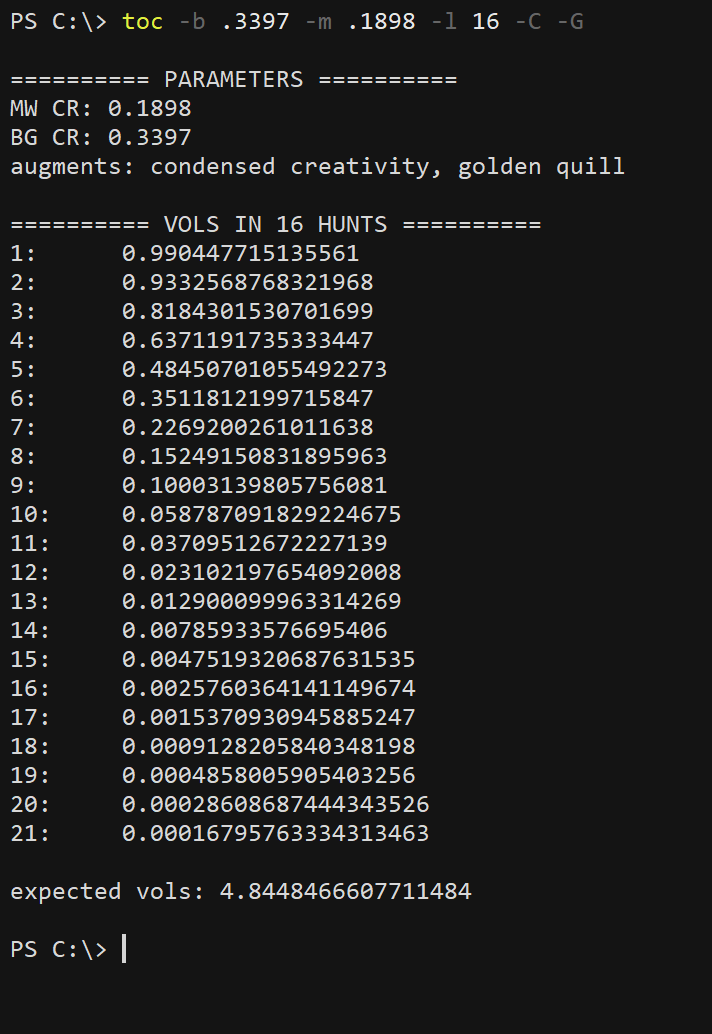 PS C:\> toc -b .3397 -m .1898 -l 16 -C -G
========== PARAMETERS ==========
MW CR: 0.1898
BG CR: 0.3397
augments: condensed creativity, golden quill
========== VOLS IN 16 HUNTS ==========
1: 0.990447715135561
2: 0.9332568768321968
3: 0.8184301530701699
4: 0.6371191735333447
5: 0.48450701055492273
6: 0.3511812199715847
7: 0.2269200261011638
8: 0.15249150831895963
9: 0.10003139805756081
10: 0.058787091829224675
11: 0.03709512672227139
12: 0.023102197654092008
13: 0.012900099963314269
14: 0.00785933576695406
15: 0.0047519320687631535
16: 0.0025760364141149674
17: 0.0015370930945885247
18: 0.0009128205840348198
19: 0.0004858005905403256
20: 0.00028608687444343526
21: 0.00016795763334313463
expected vols: 4.8448466607711484
PS C:\>